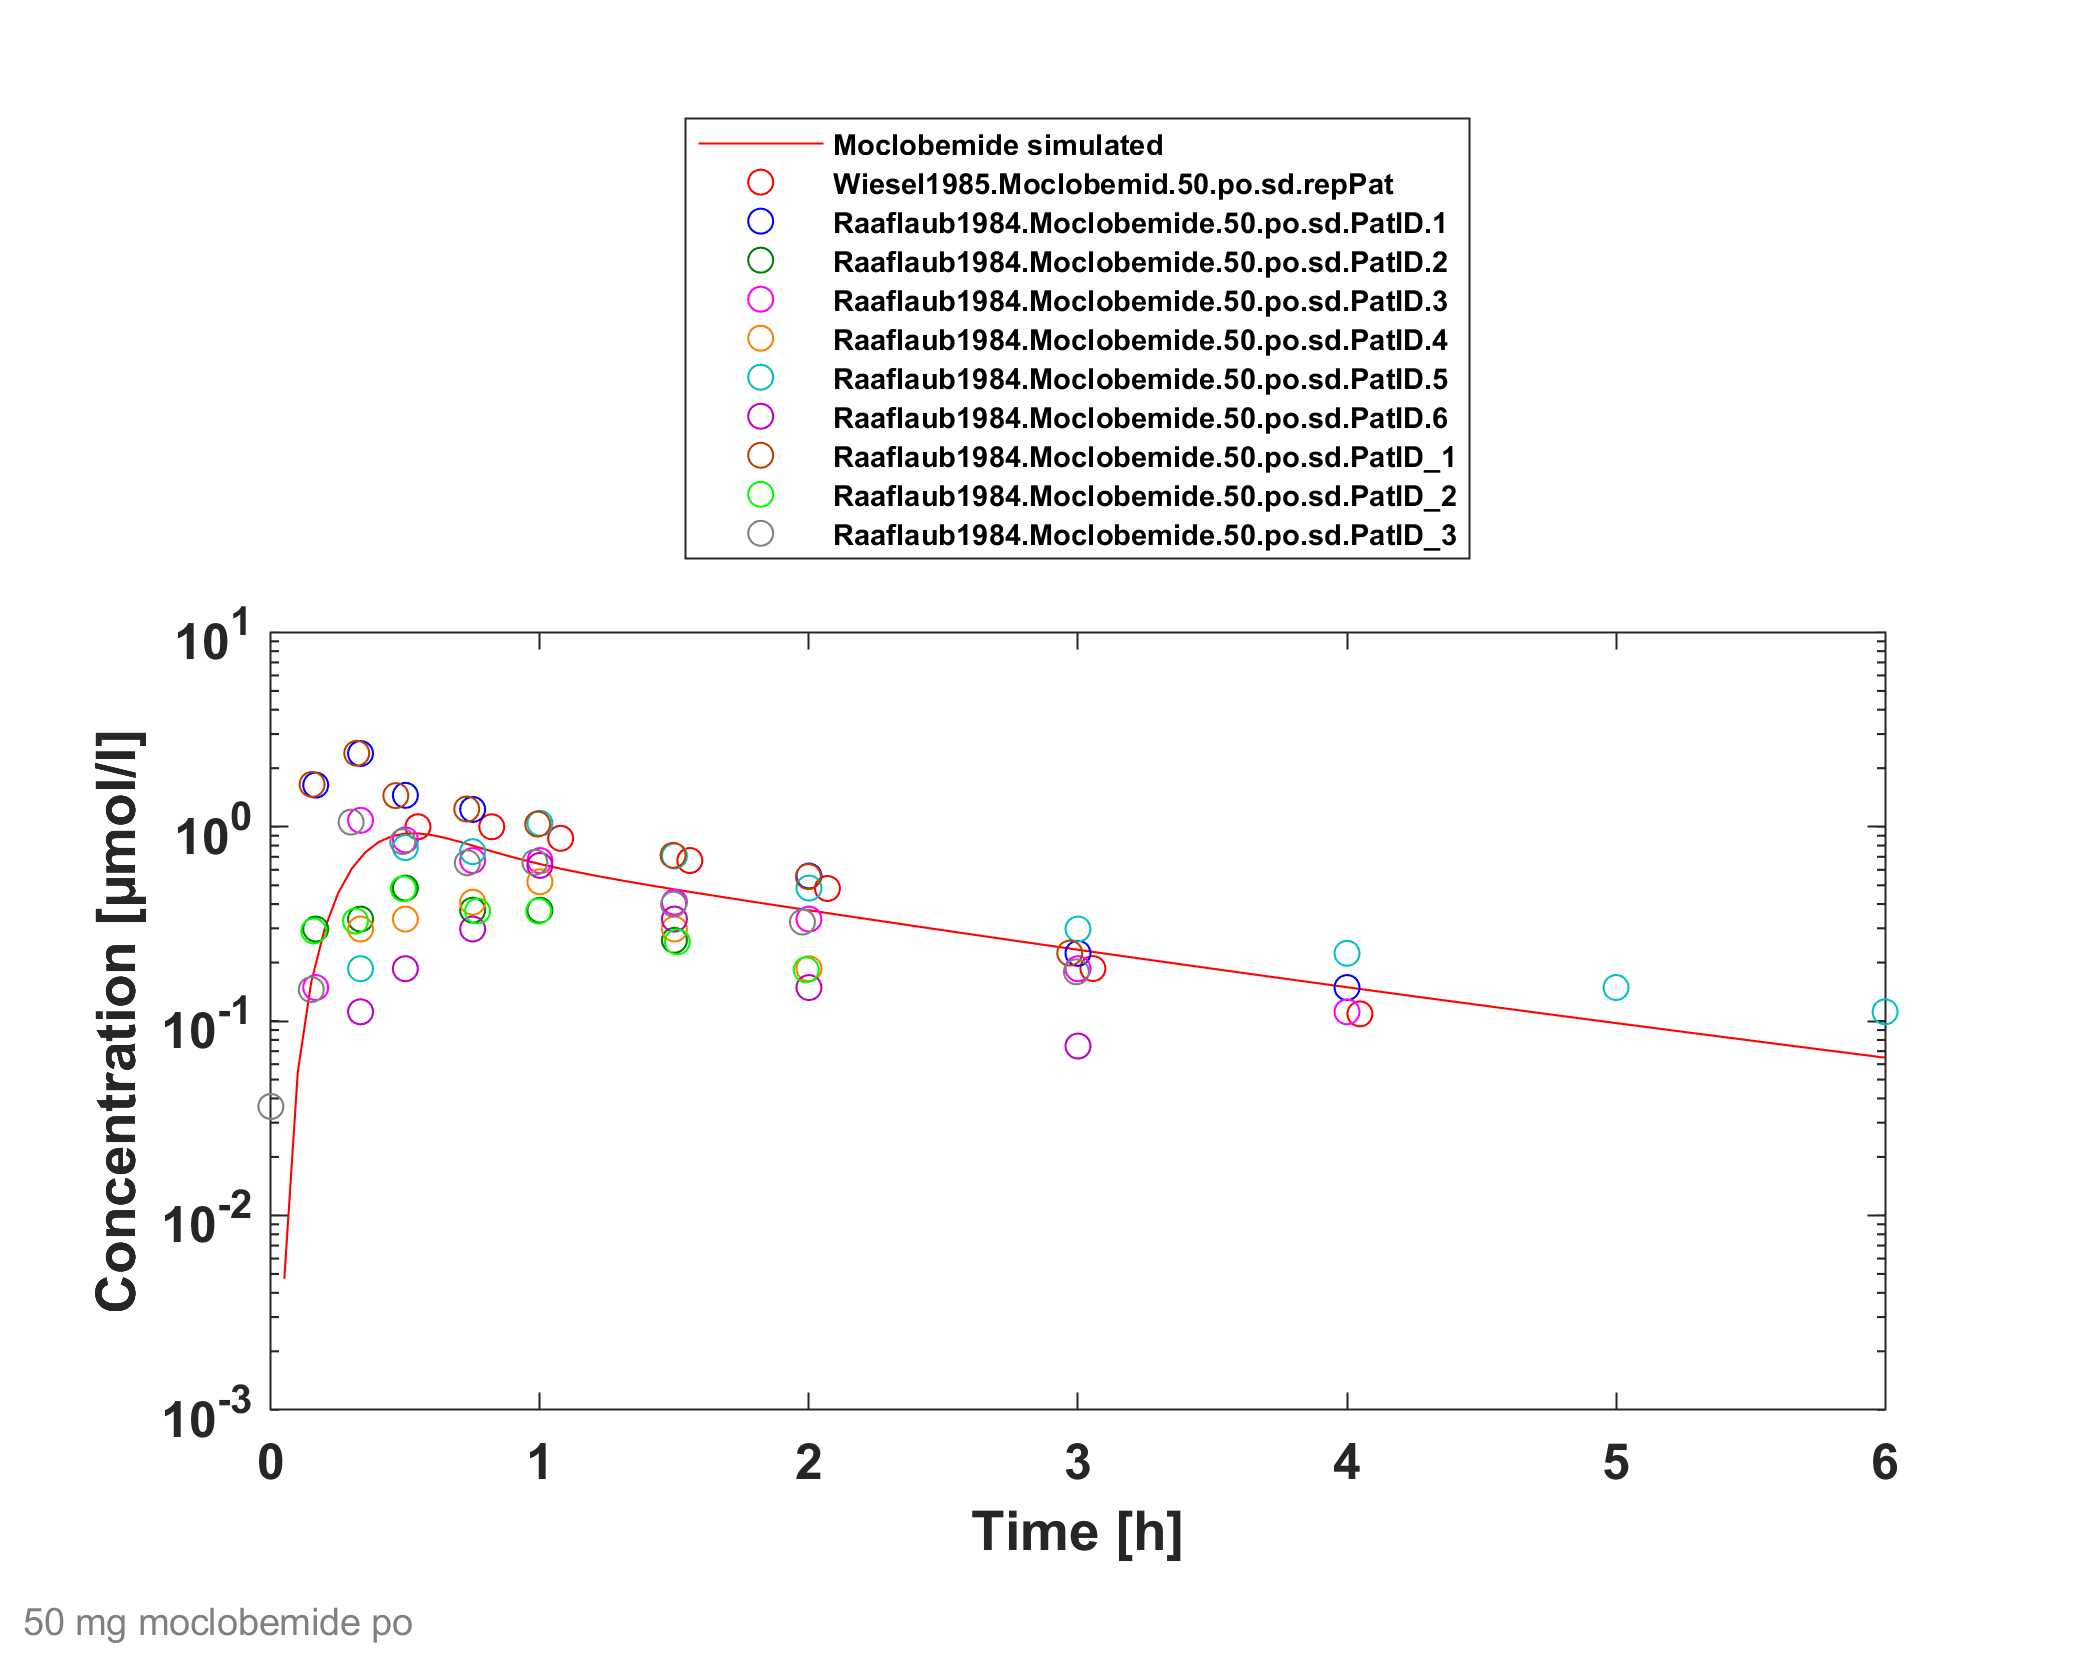 Moclobemide simulated
Wiesel1985.Moclobemid.50.po.sd.repPat
Raaflaub1984.Moclobemide.50.po.sd.PatID.1
Raaflaub1984.Moclobemide.50.po.sd.PatID.2
Raaflaub1984.Moclobemide.50.po.sd.PatID.3
Raaflaub1984.Moclobemide.50.po.sd.PatID.4
Raaflaub1984.Moclobemide.50.po.sd.PatID.5
Raaflaub1984.Moclobemide.50.po.sd.PatID.6
Raaflaub1984.Moclobemide.50.po.sd.PatID_1
Raaflaub1984.Moclobemide.50.po.sd.PatID_2
Raaflaub1984.Moclobemide.50.po.sd.PatID_3
Concentration [µmol/l]
10^1
10^0
10^-1
10^-2
10^-3
0 1 2 3 4 5 6
Time [h]
50 mg moclobemide po